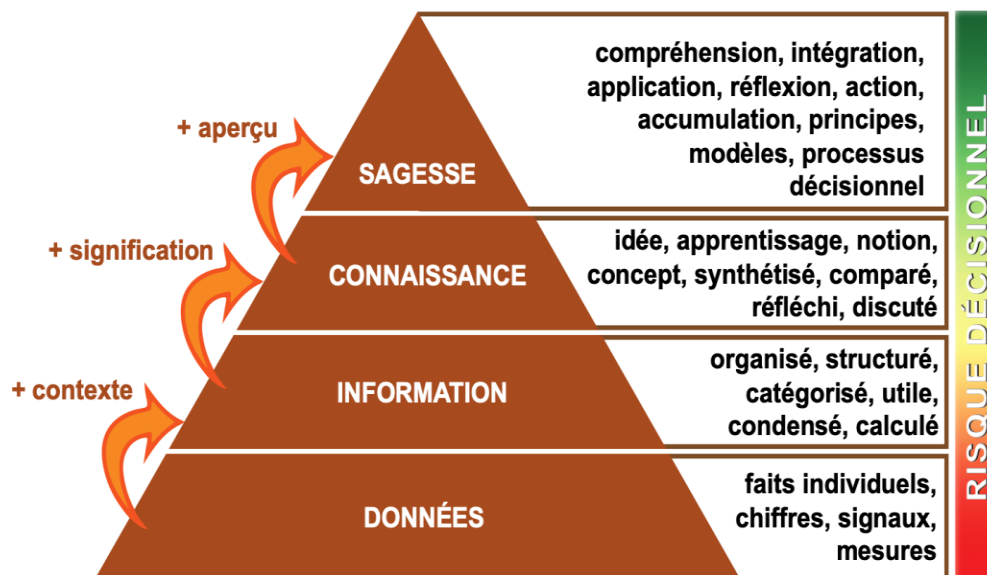 compréhension, intégration,
application, réflexion, action,
accumulation, principes,
modèles, processus
décisionnel
+ aperçu
SAGESSE
+ signification
idée, apprentissage, notion,
concept, synthétisé, comparé,
réfléchi, discuté
CONNAISSANCE
+ contexte
organisé, structuré,
catégorisé, utile,
condensé, calculé
INFORMATION
faits individuels,
chiffres, signaux,
mesures
DONNÉES
RISQUE DÉCISIONNEL